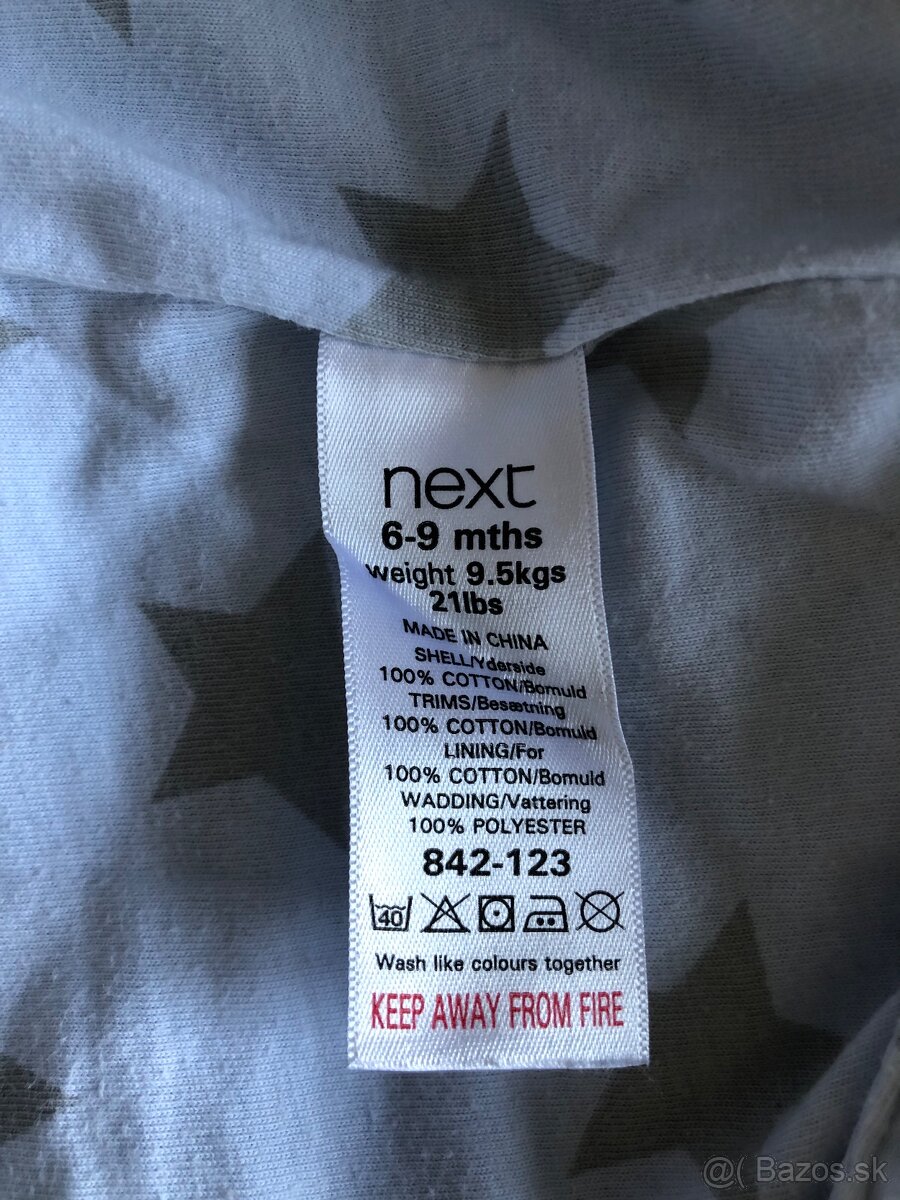 next
6-9 mths
weight 9.5kgs
21lbs
MADE IN CHINA
SHELL/Yderside
100% COTTON/Bomuld
TRIMS/Besætning
100% COTTON/Bomuld
LINING/For
100% COTTON/Bomuld
WADDING/Vattering
100% POLYESTER
842-123
40
Wash like colours together
KEEP AWAY FROM FIRE
@( Bazos.sk